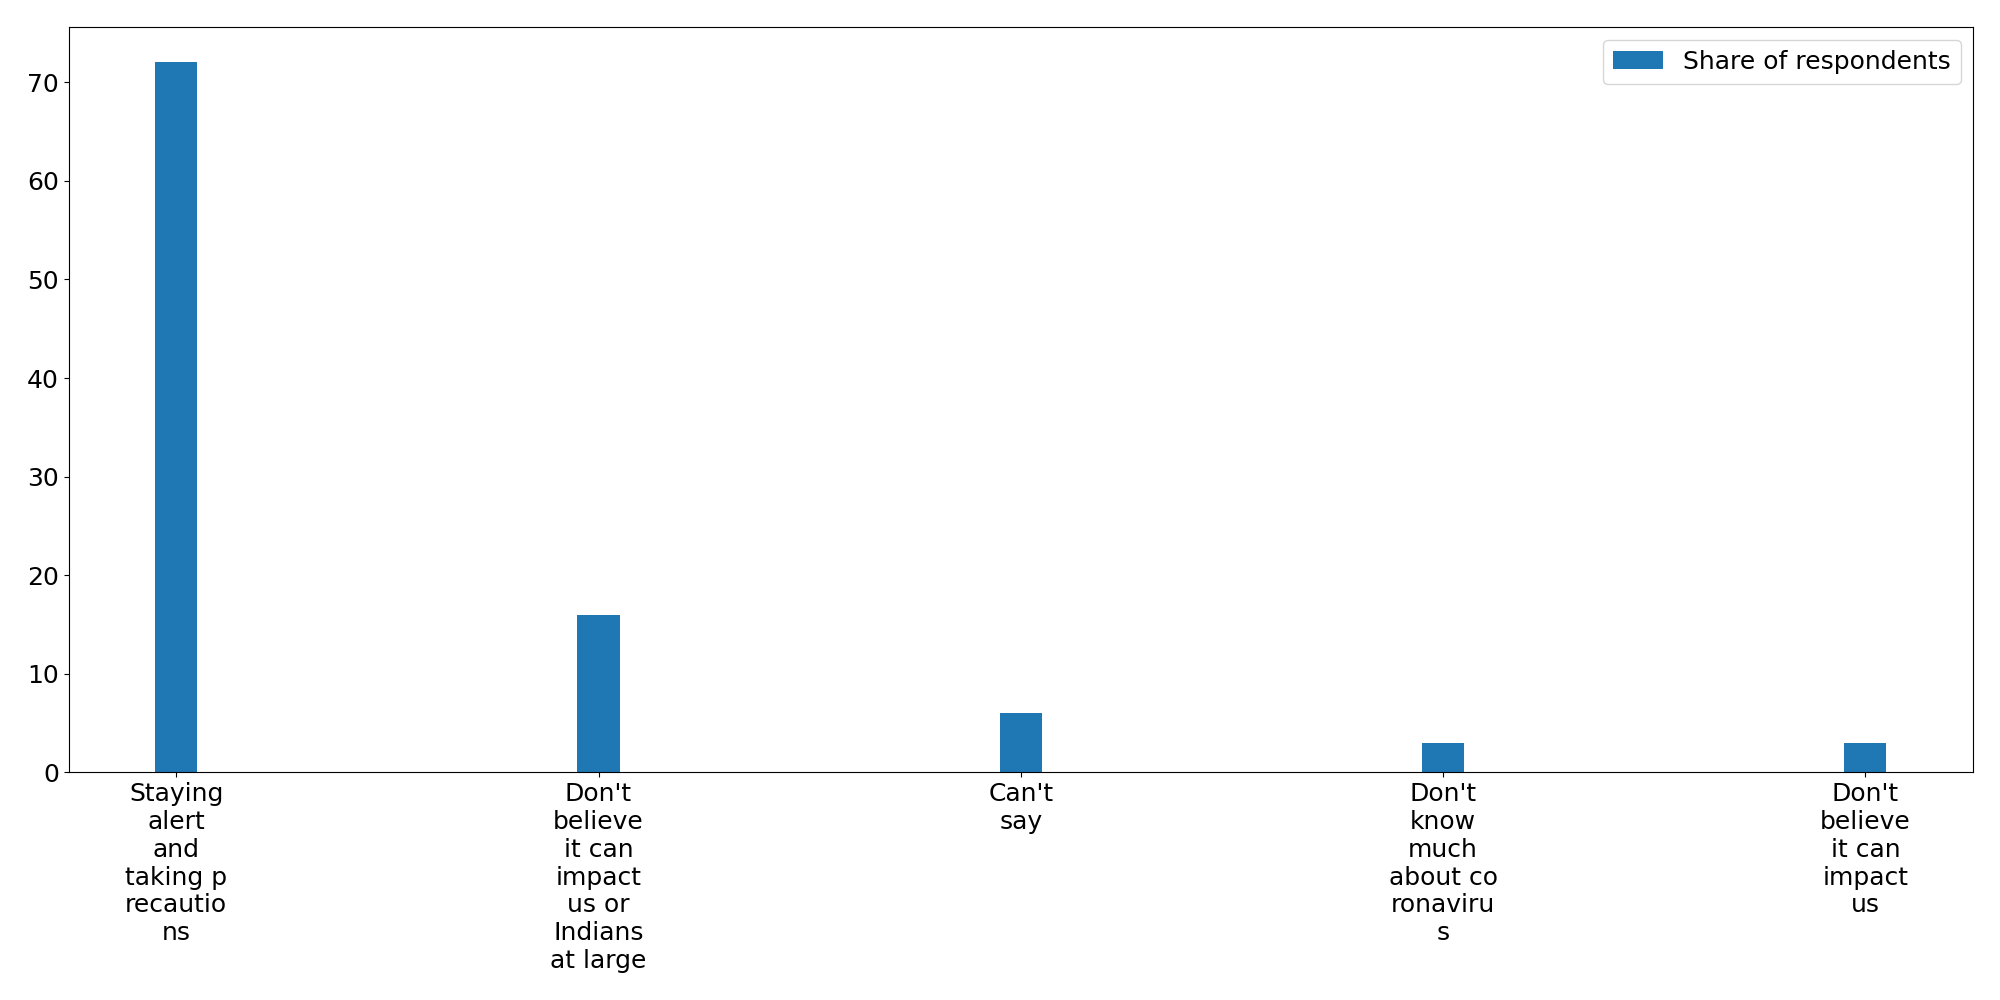 Share of respondents
70
60
50
40
30
20
10
0
Staying
alert
and
taking p
recautio
ns
Don't
believe
it can
impact
us or
Indians
at large
Can't
say
Don't
know
much
about co
ronaviru
s
Don't
believe
it can
impact
us